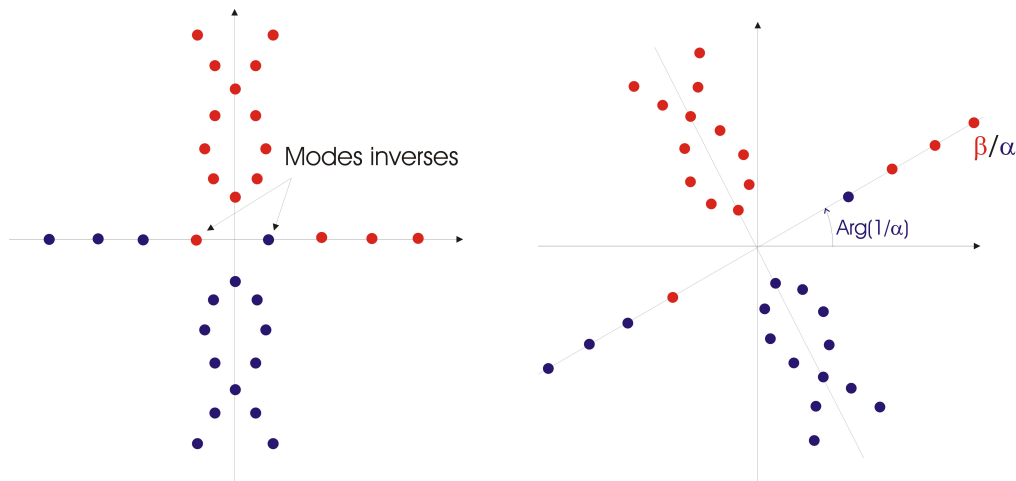 Modes inverses
β/α
Arg(1/α)